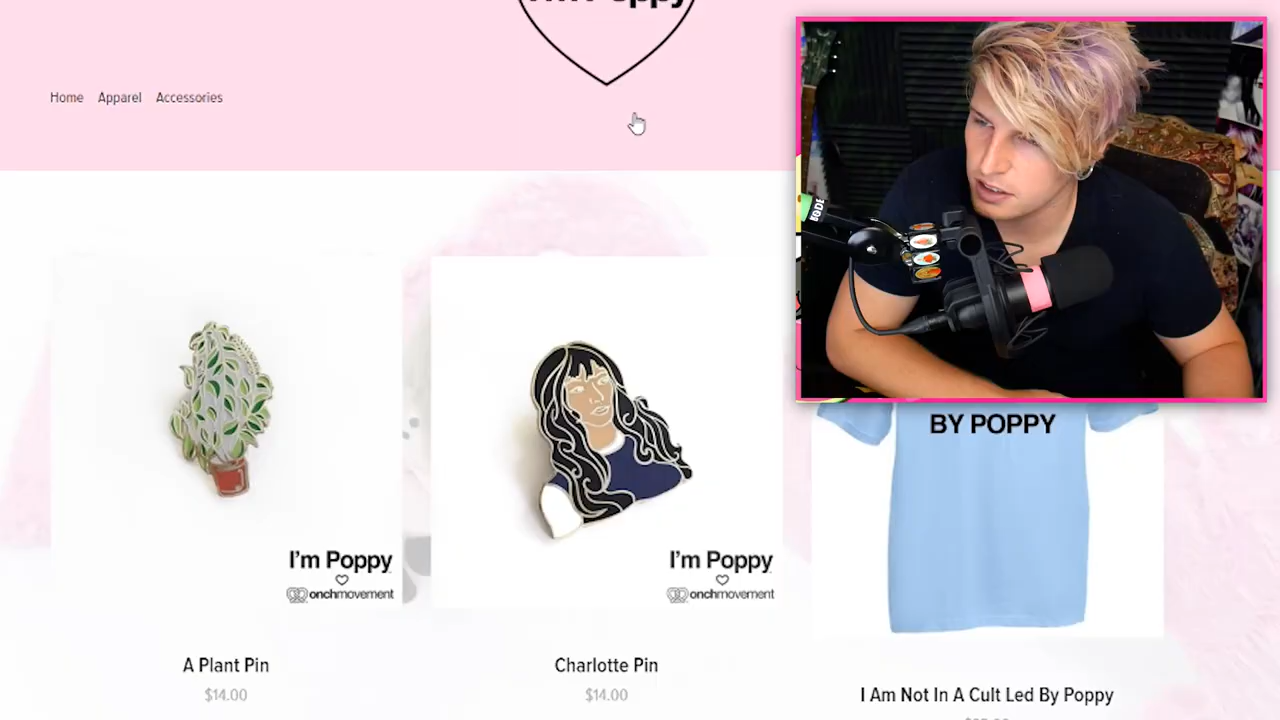 Home Apparel Accessories
RODE
BY POPPY
I'm Poppy
onchmovement
I'm Poppy
onchmovement
A Plant Pin
$14.00
Charlotte Pin
$14.00
I Am Not In A Cult Led By Poppy